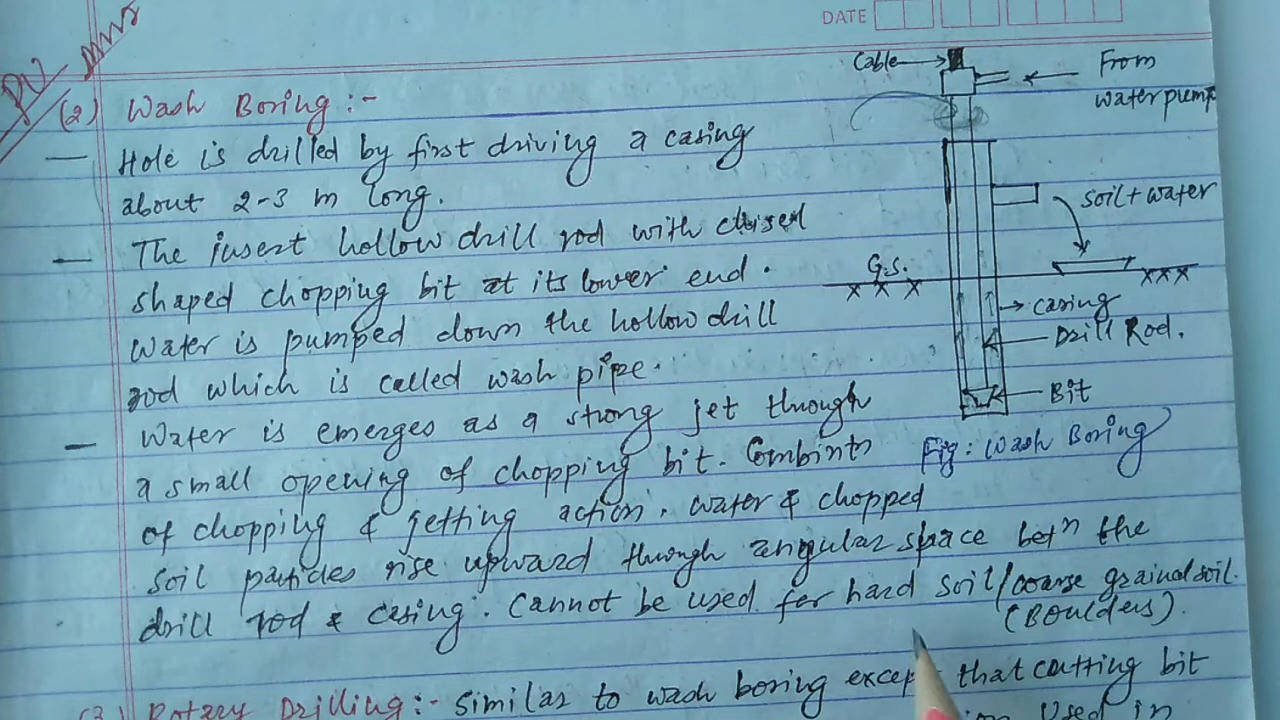 DATE
(2) Wash Boring :-
— Hole is drilled by first driving a casing
about 2-3 m long.
— The insert hollow drill rod with chisel
shaped chopping bit at its lower end.
Water is pumped down the hollow drill
rod which is called wash pipe.
— Water is emerges as a strong jet through
a small opening of chopping bit. Combintn
of chopping & jetting action, water & chopped
soil particles rise upward through angular space betn the
drill rod & casing. Cannot be used for hard soil/coarse grained soil.
(Boulders).
(3) Rotary Drilling :- Similar to wash boring except that cutting bit
Used in
Cable
From
water pump
soil + water
G.S.
casing
Drill Rod.
Bit
Fig: Wash Boring